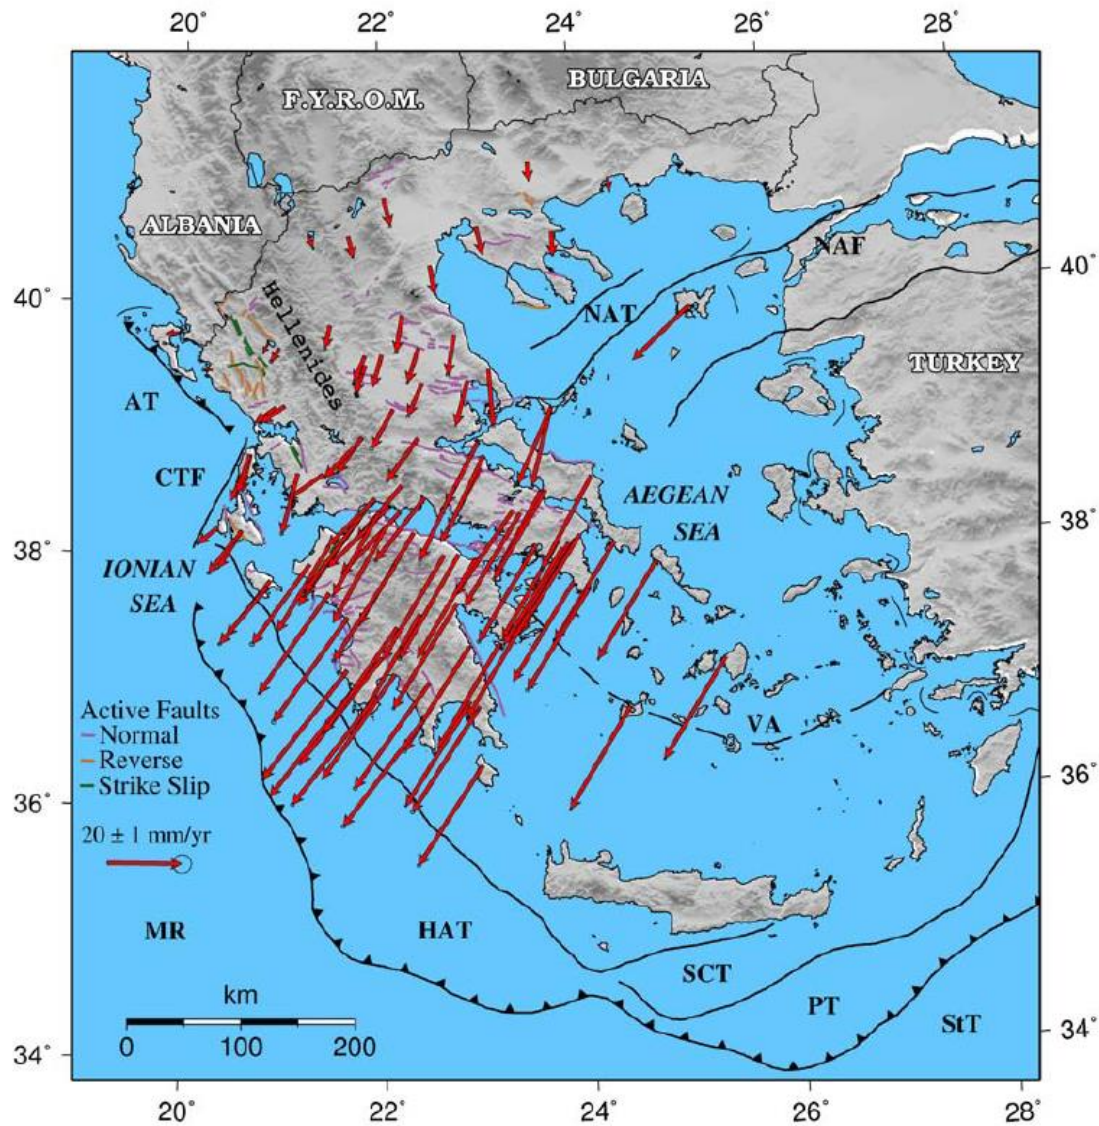 20° 22° 24° 26° 28°
BULGARIA
F.Y.R.O.M.
ALBANIA
NAF
40°
40°
Hellenides
NAT
TURKEY
AT
CTF
AEGEAN
SEA
38°
38°
IONIAN
SEA
Active Faults
Normal
VA
Reverse
Strike Slip
36°
36°
20 ± 1 mm/yr
MR
HAT
SCT
km
PT
StT
0 100 200
34°
34°
20° 22° 24° 26° 28°